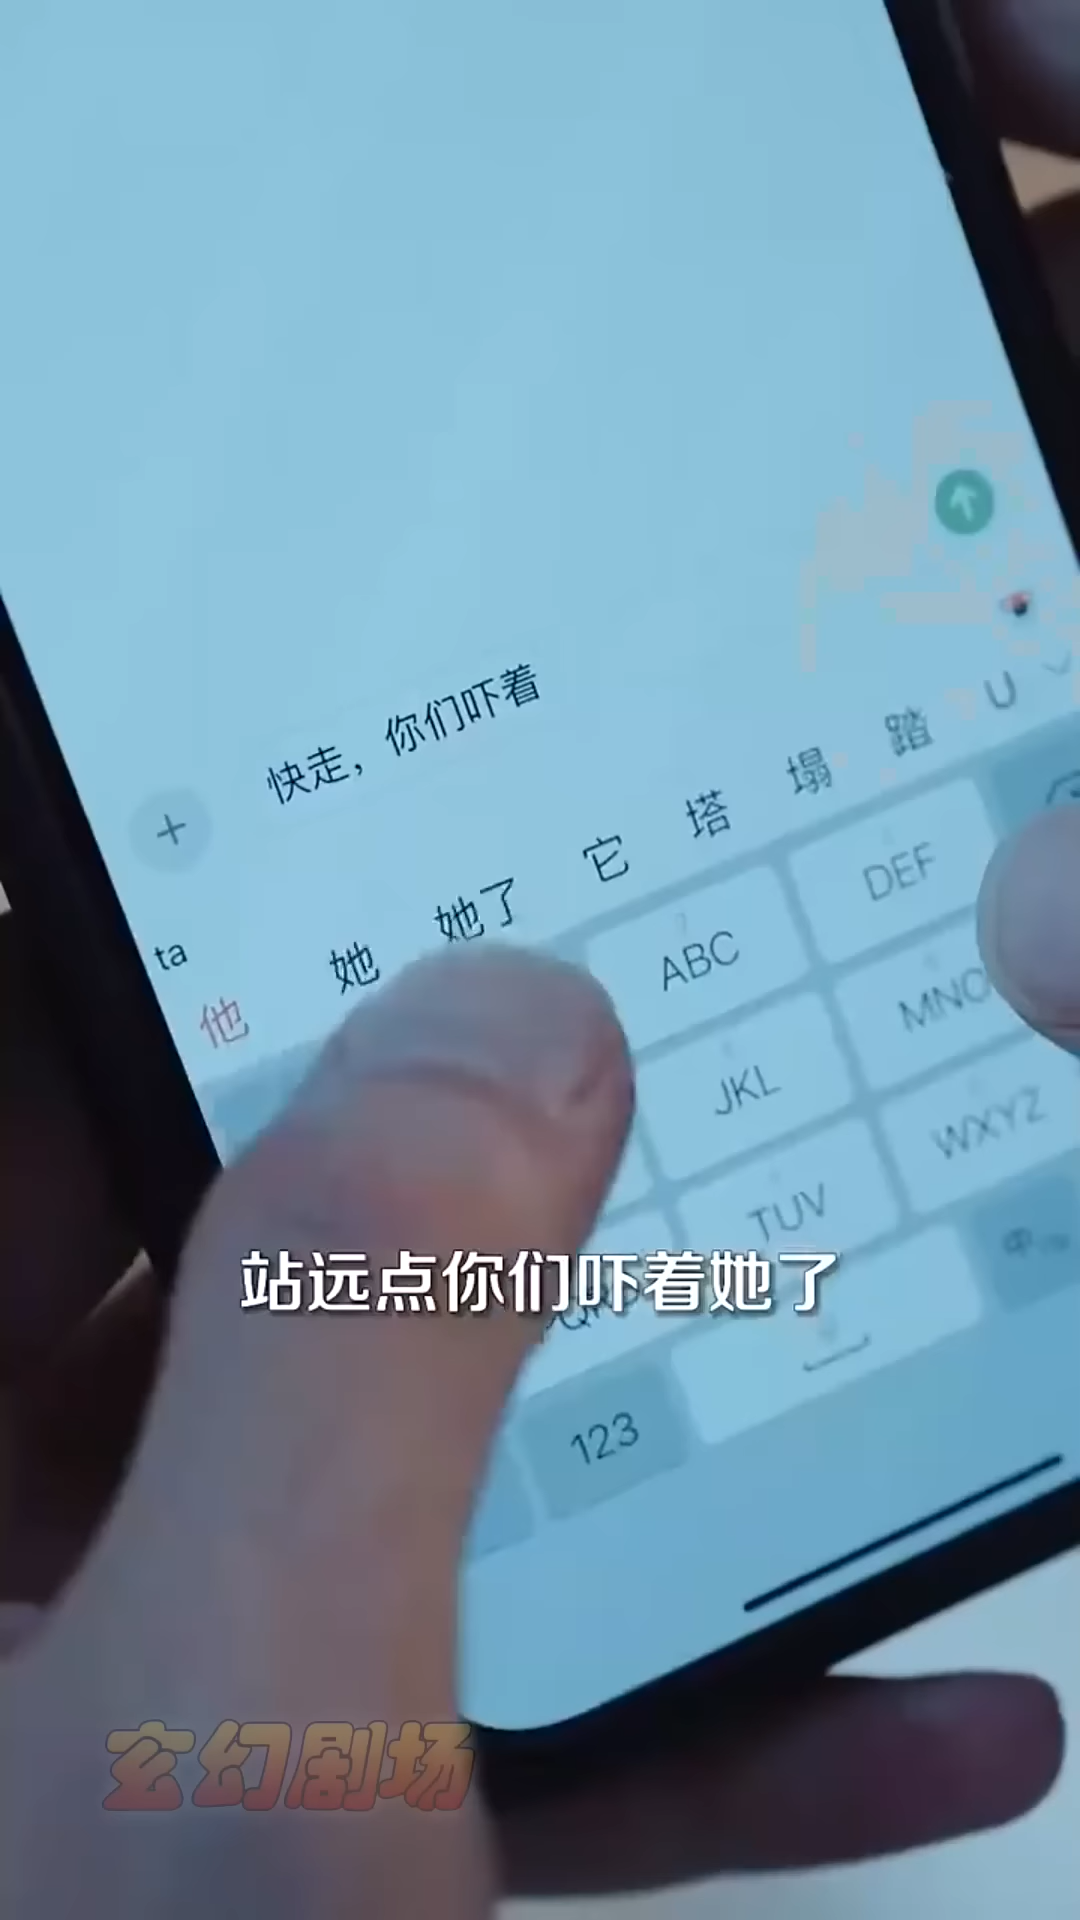 快走，你们吓着
ta
他 她 她了 它 塔 塌 踏
ABC
DEF
JKL
MNO
TUV
WXYZ
站远点你们吓着她了
123
玄幻剧场